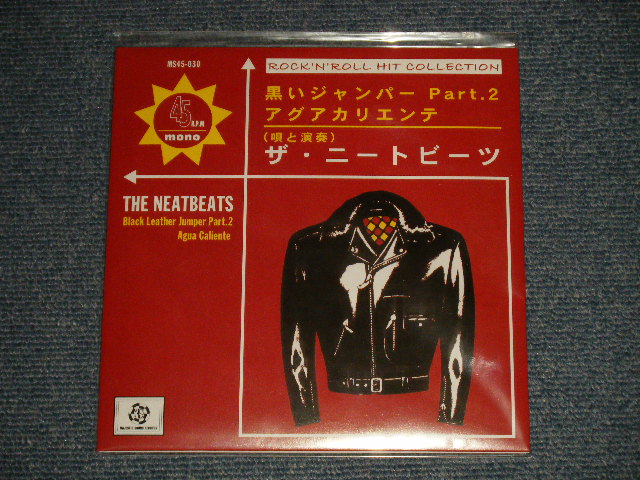 MS45-030
ROCK'N'ROLL HIT COLLECTION
45
R.P.M
mono
黒いジャンパー Part.2
アグアカリエンテ
(唄と演奏)
ザ・ニートビーツ
THE NEATBEATS
Black Leather Jumper Part.2
Agua Caliente